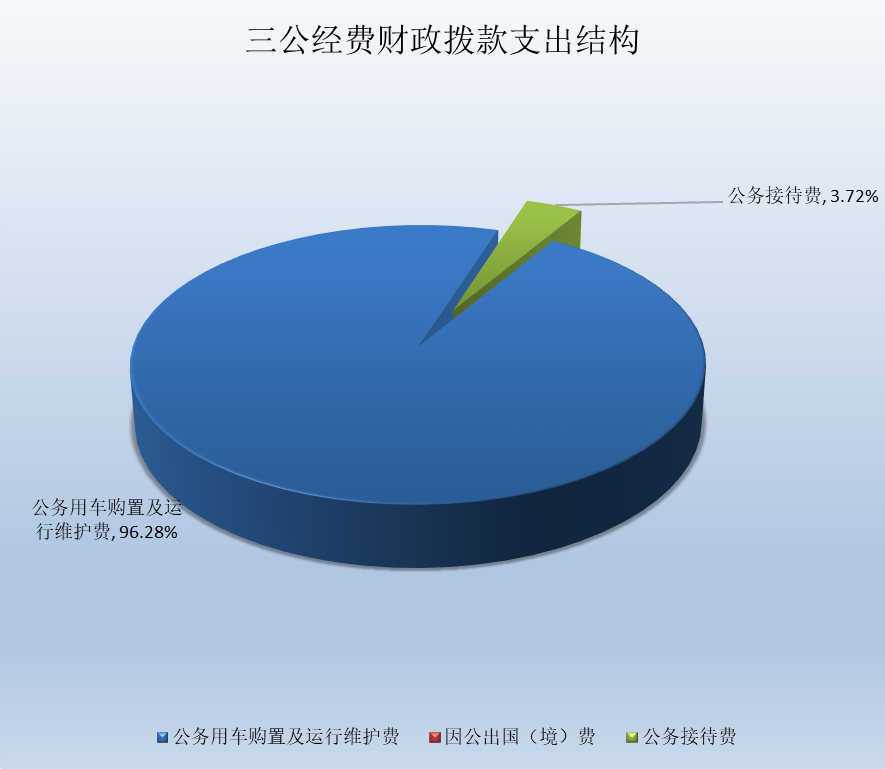 三公经费财政拨款支出结构
公务接待费, 3.72%
公务用车购置及运
行维护费, 96.28%
公务用车购置及运行维护费 因公出国（境）费 公务接待费